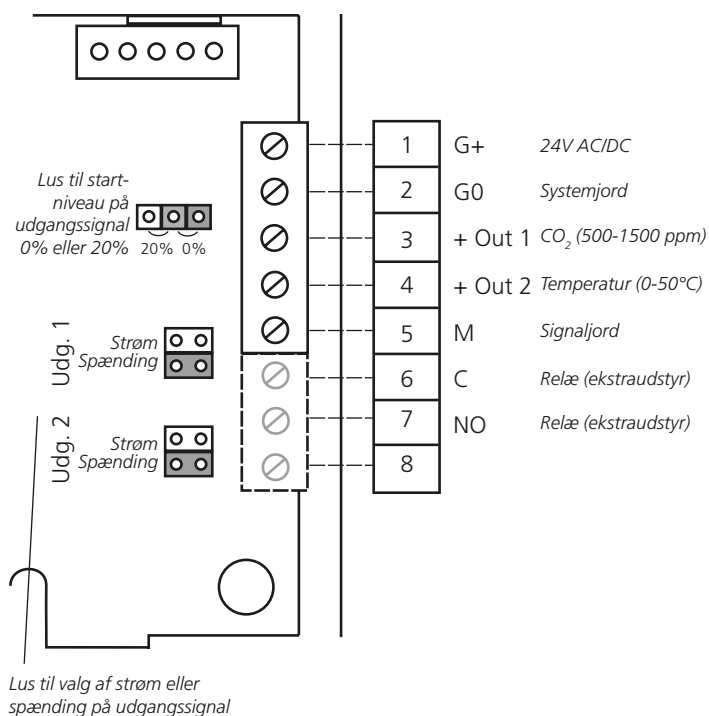 Lus til start-
niveau på
udgangssignal
0% eller 20%
20% 0%
Udg. 1
Strøm
Spænding
Udg. 2
Strøm
Spænding
1 G+ 24V AC/DC
2 G0 Systemjord
3 + Out 1 CO₂ (500-1500 ppm)
4 + Out 2 Temperatur (0-50°C)
5 M Signaljord
6 C Relæ (ekstraudstyr)
7 NO Relæ (ekstraudstyr)
8
Lus til valg af strøm eller
spænding på udgangssignal